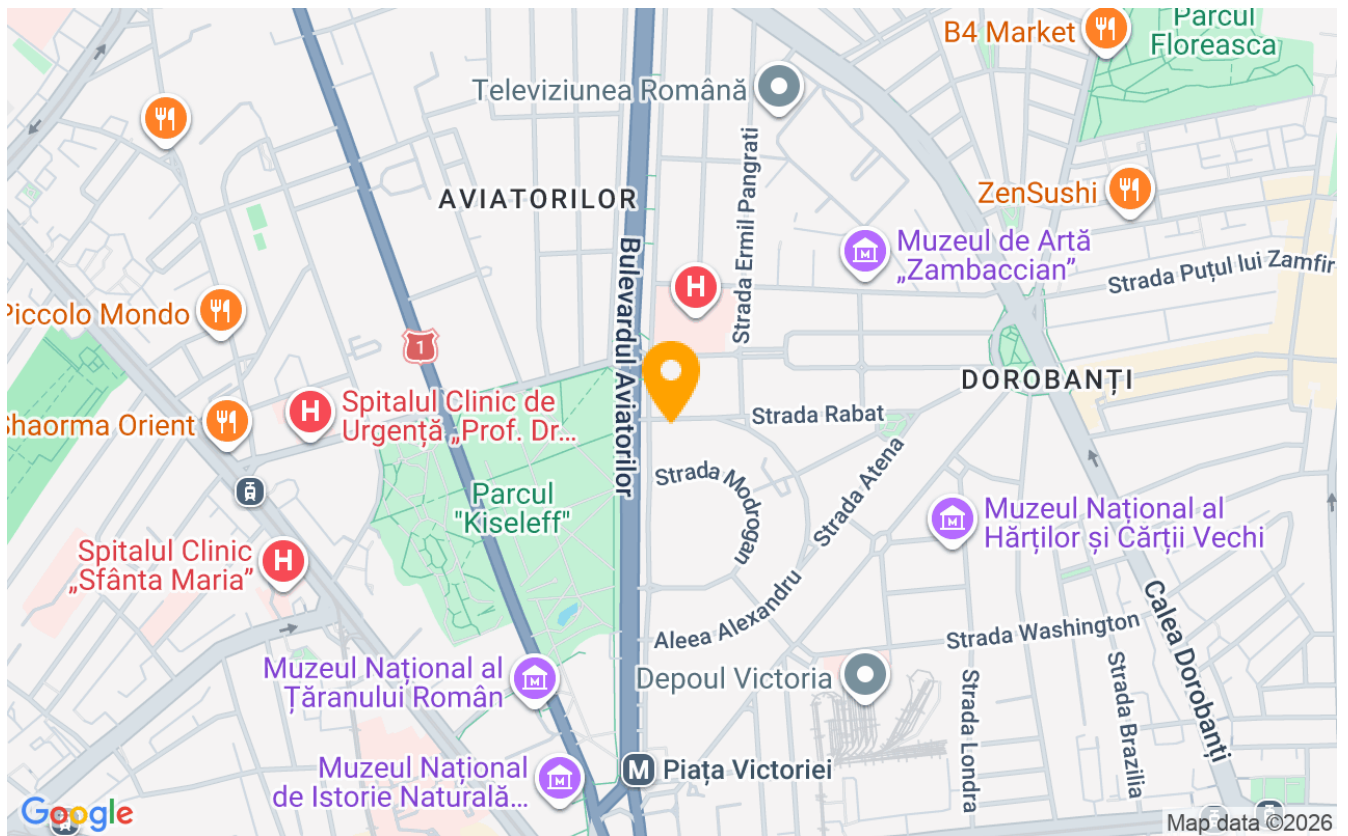 Parcul
Floreasca
B4 Market
Televiziunea Română
Strada Ermil Pangrati
AVIATORILOR
ZenSushi
Muzeul de Artă
„Zambaccian”
Strada Puțul lui Zamfir
Bulevardul Aviatorilor
H
Piccolo Mondo
1
DOROBANȚI
Shaorma Orient
H
Spitalul Clinic de
Urgență „Prof. Dr...
Strada Rabat
Strada Atena
Strada Modrogan
Parcul
"Kiseleff"
Muzeul Național al
Hărților și Cărții Vechi
Spitalul Clinic
„Sfânta Maria”
H
Aleea Alexandru
Strada Washington
Calea Dorobanți
Muzeul Național al
Țăranului Român
Depoul Victoria
Strada Londra
Strada Brazilia
Muzeul Național
de Istorie Naturală...
M
Piața Victoriei
Google
Map data ©2026